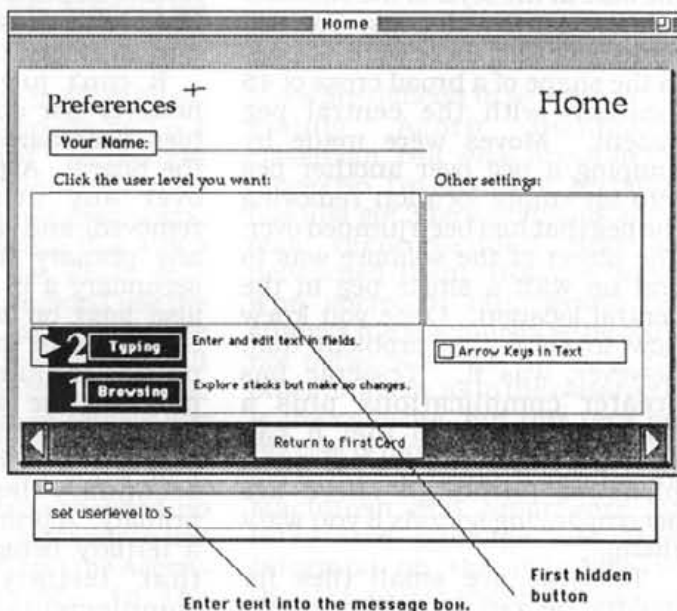 Home
Preferences
Home
Your Name:
Click the user level you want:
Other settings:
2 Typing
Enter and edit text in fields.
Arrow Keys in Text
1 Browsing
Explore stacks but make no changes.
Return to First Card
set userlevel to 5
First hidden
button
Enter text into the message box.